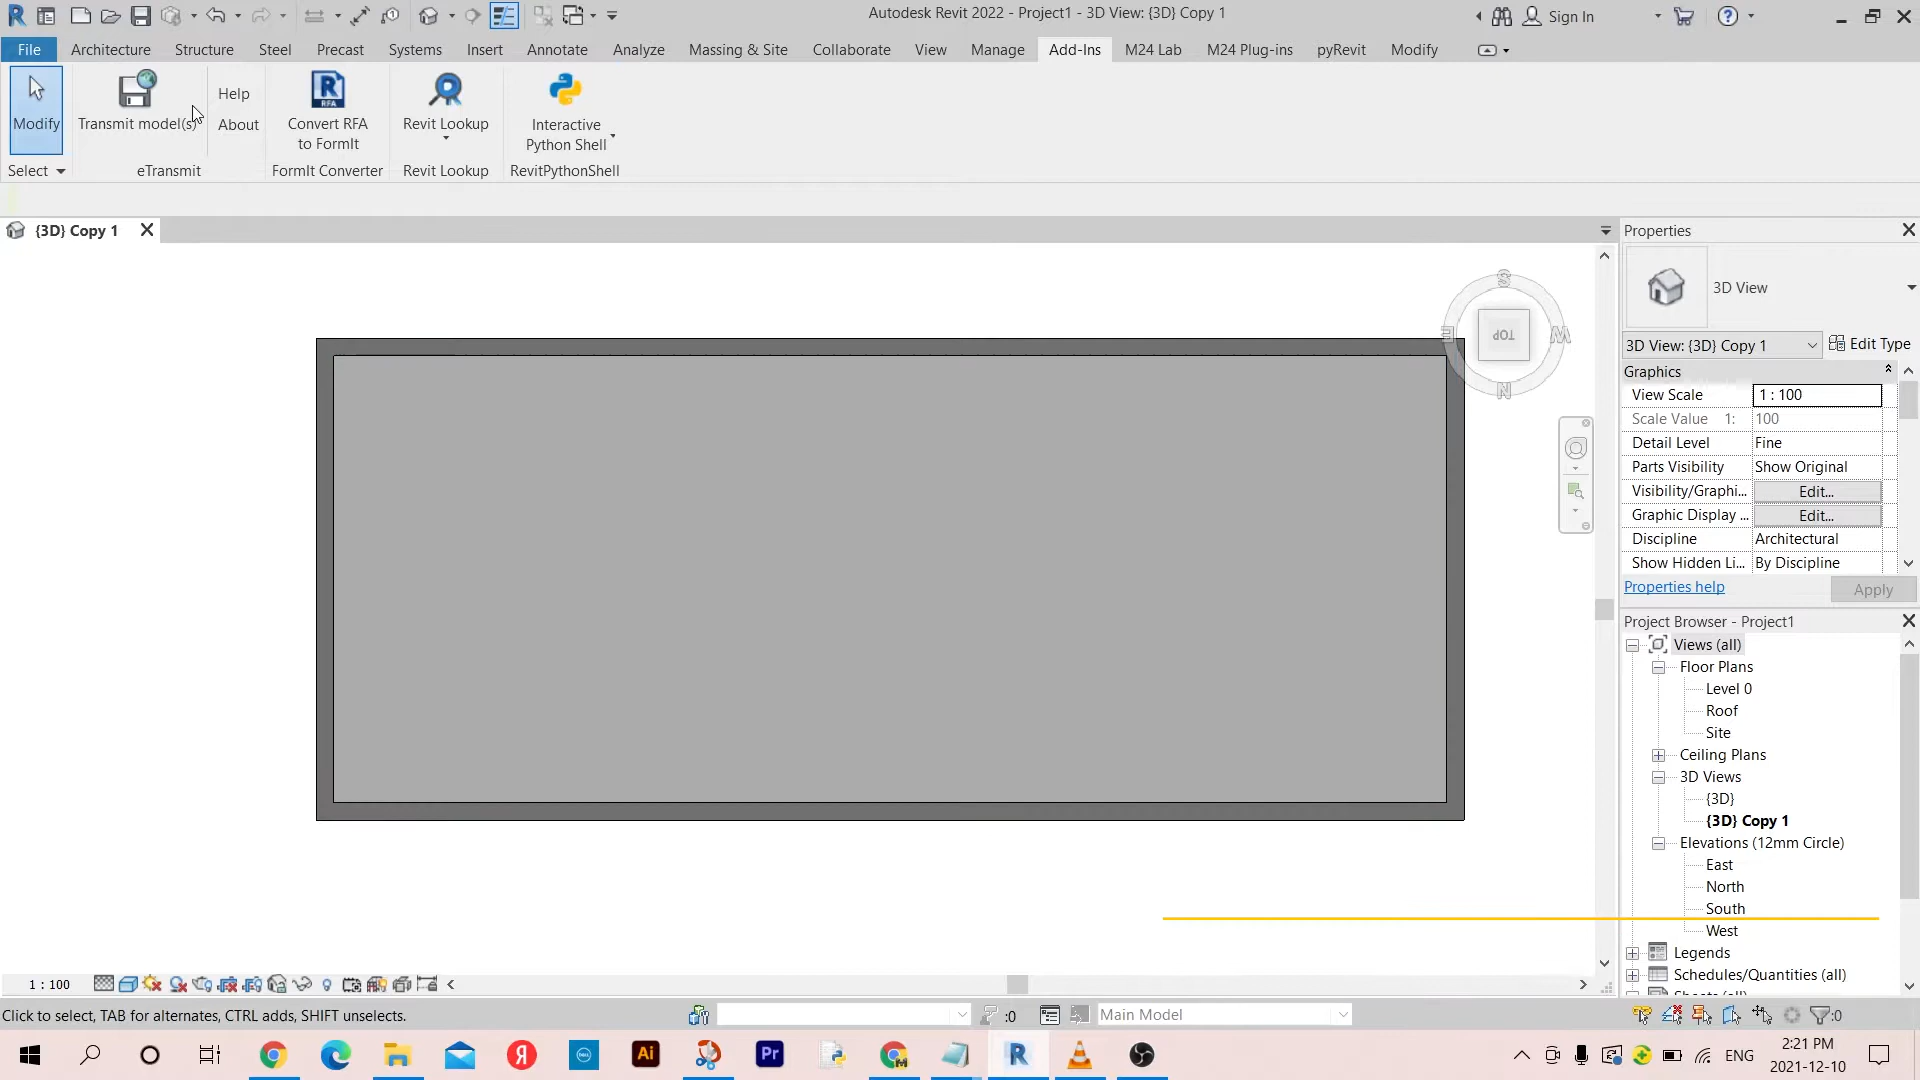 Autodesk Revit 2022 - Project1 - 3D View: {3D} Copy 1
Sign In
File Architecture Structure Steel Precast Systems Insert Annotate Analyze Massing & Site Collaborate View Manage Add-Ins M24 Lab M24 Plug-ins pyRevit Modify
Modify
Transmit model(s)
Help
About
RFA
Convert RFA
to FormIt
Revit Lookup
Interactive
Python Shell
Select
eTransmit
FormIt Converter
Revit Lookup
RevitPythonShell
{3D} Copy 1
S
E
TOP
W
N
Properties
3D View
3D View: {3D} Copy 1
Edit Type
Graphics
View Scale 1 : 100
Scale Value 1: 100
Detail Level Fine
Parts Visibility Show Original
Visibility/Graphi... Edit...
Graphic Display ... Edit...
Discipline Architectural
Show Hidden Li... By Discipline
Properties help
Apply
Project Browser - Project1
Views (all)
Floor Plans
Level 0
Roof
Site
Ceiling Plans
3D Views
{3D}
{3D} Copy 1
Elevations (12mm Circle)
East
North
South
West
Legends
Schedules/Quantities (all)
1 : 100
Click to select, TAB for alternates, CTRL adds, SHIFT unselects.
:0
Main Model
:0
Ai
Pr
ENG
2:21 PM
2021-12-10